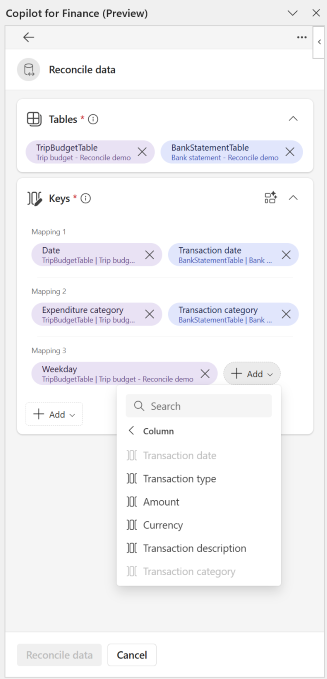 Copilot for Finance (Preview)
Reconcile data
Tables *
TripBudgetTable
Trip budget - Reconcile demo
BankStatementTable
Bank statement - Reconcile demo
Keys *
Mapping 1
Date
TripBudgetTable | Trip budg...
Transaction date
BankStatementTable | Bank ...
Mapping 2
Expenditure category
TripBudgetTable | Trip budg...
Transaction category
BankStatementTable | Bank ...
Mapping 3
Weekday
TripBudgetTable | Trip budget - Reconcile demo
Add
Add
Search
Column
Transaction date
Transaction type
Amount
Currency
Transaction description
Transaction category
Reconcile data
Cancel